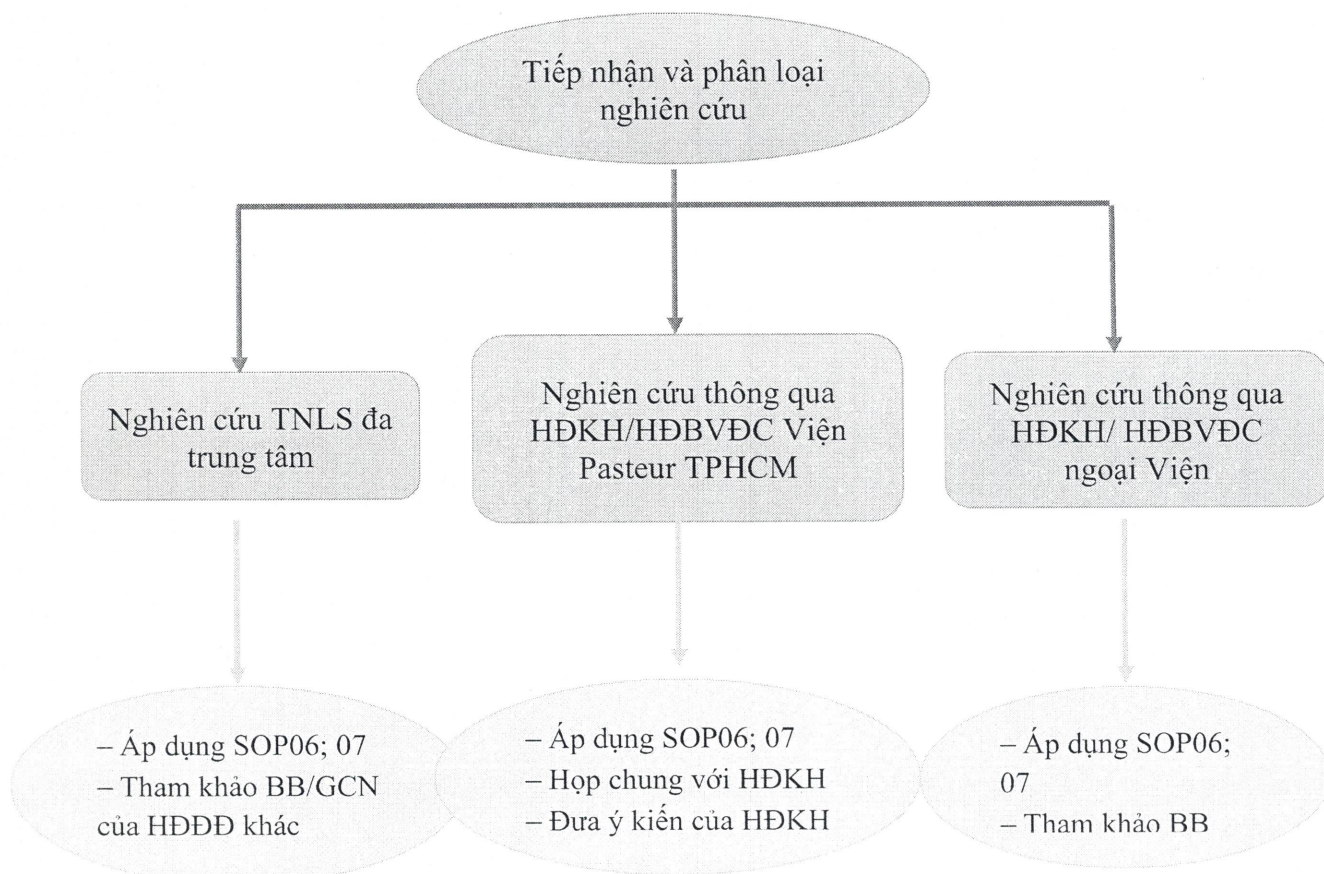 Tiếp nhận và phân loại
nghiên cứu
Nghiên cứu TNLS đa
trung tâm
Nghiên cứu thông qua
HĐKH/HĐBVĐC Viện
Pasteur TPHCM
Nghiên cứu thông qua
HĐKH/ HĐBVĐC
ngoại Viện
– Áp dụng SOP06; 07
– Tham khảo BB/GCN
của HĐĐĐ khác
– Áp dụng SOP06; 07
– Họp chung với HĐKH
– Đưa ý kiến của HĐKH
– Áp dụng SOP06;
07
– Tham khảo BB